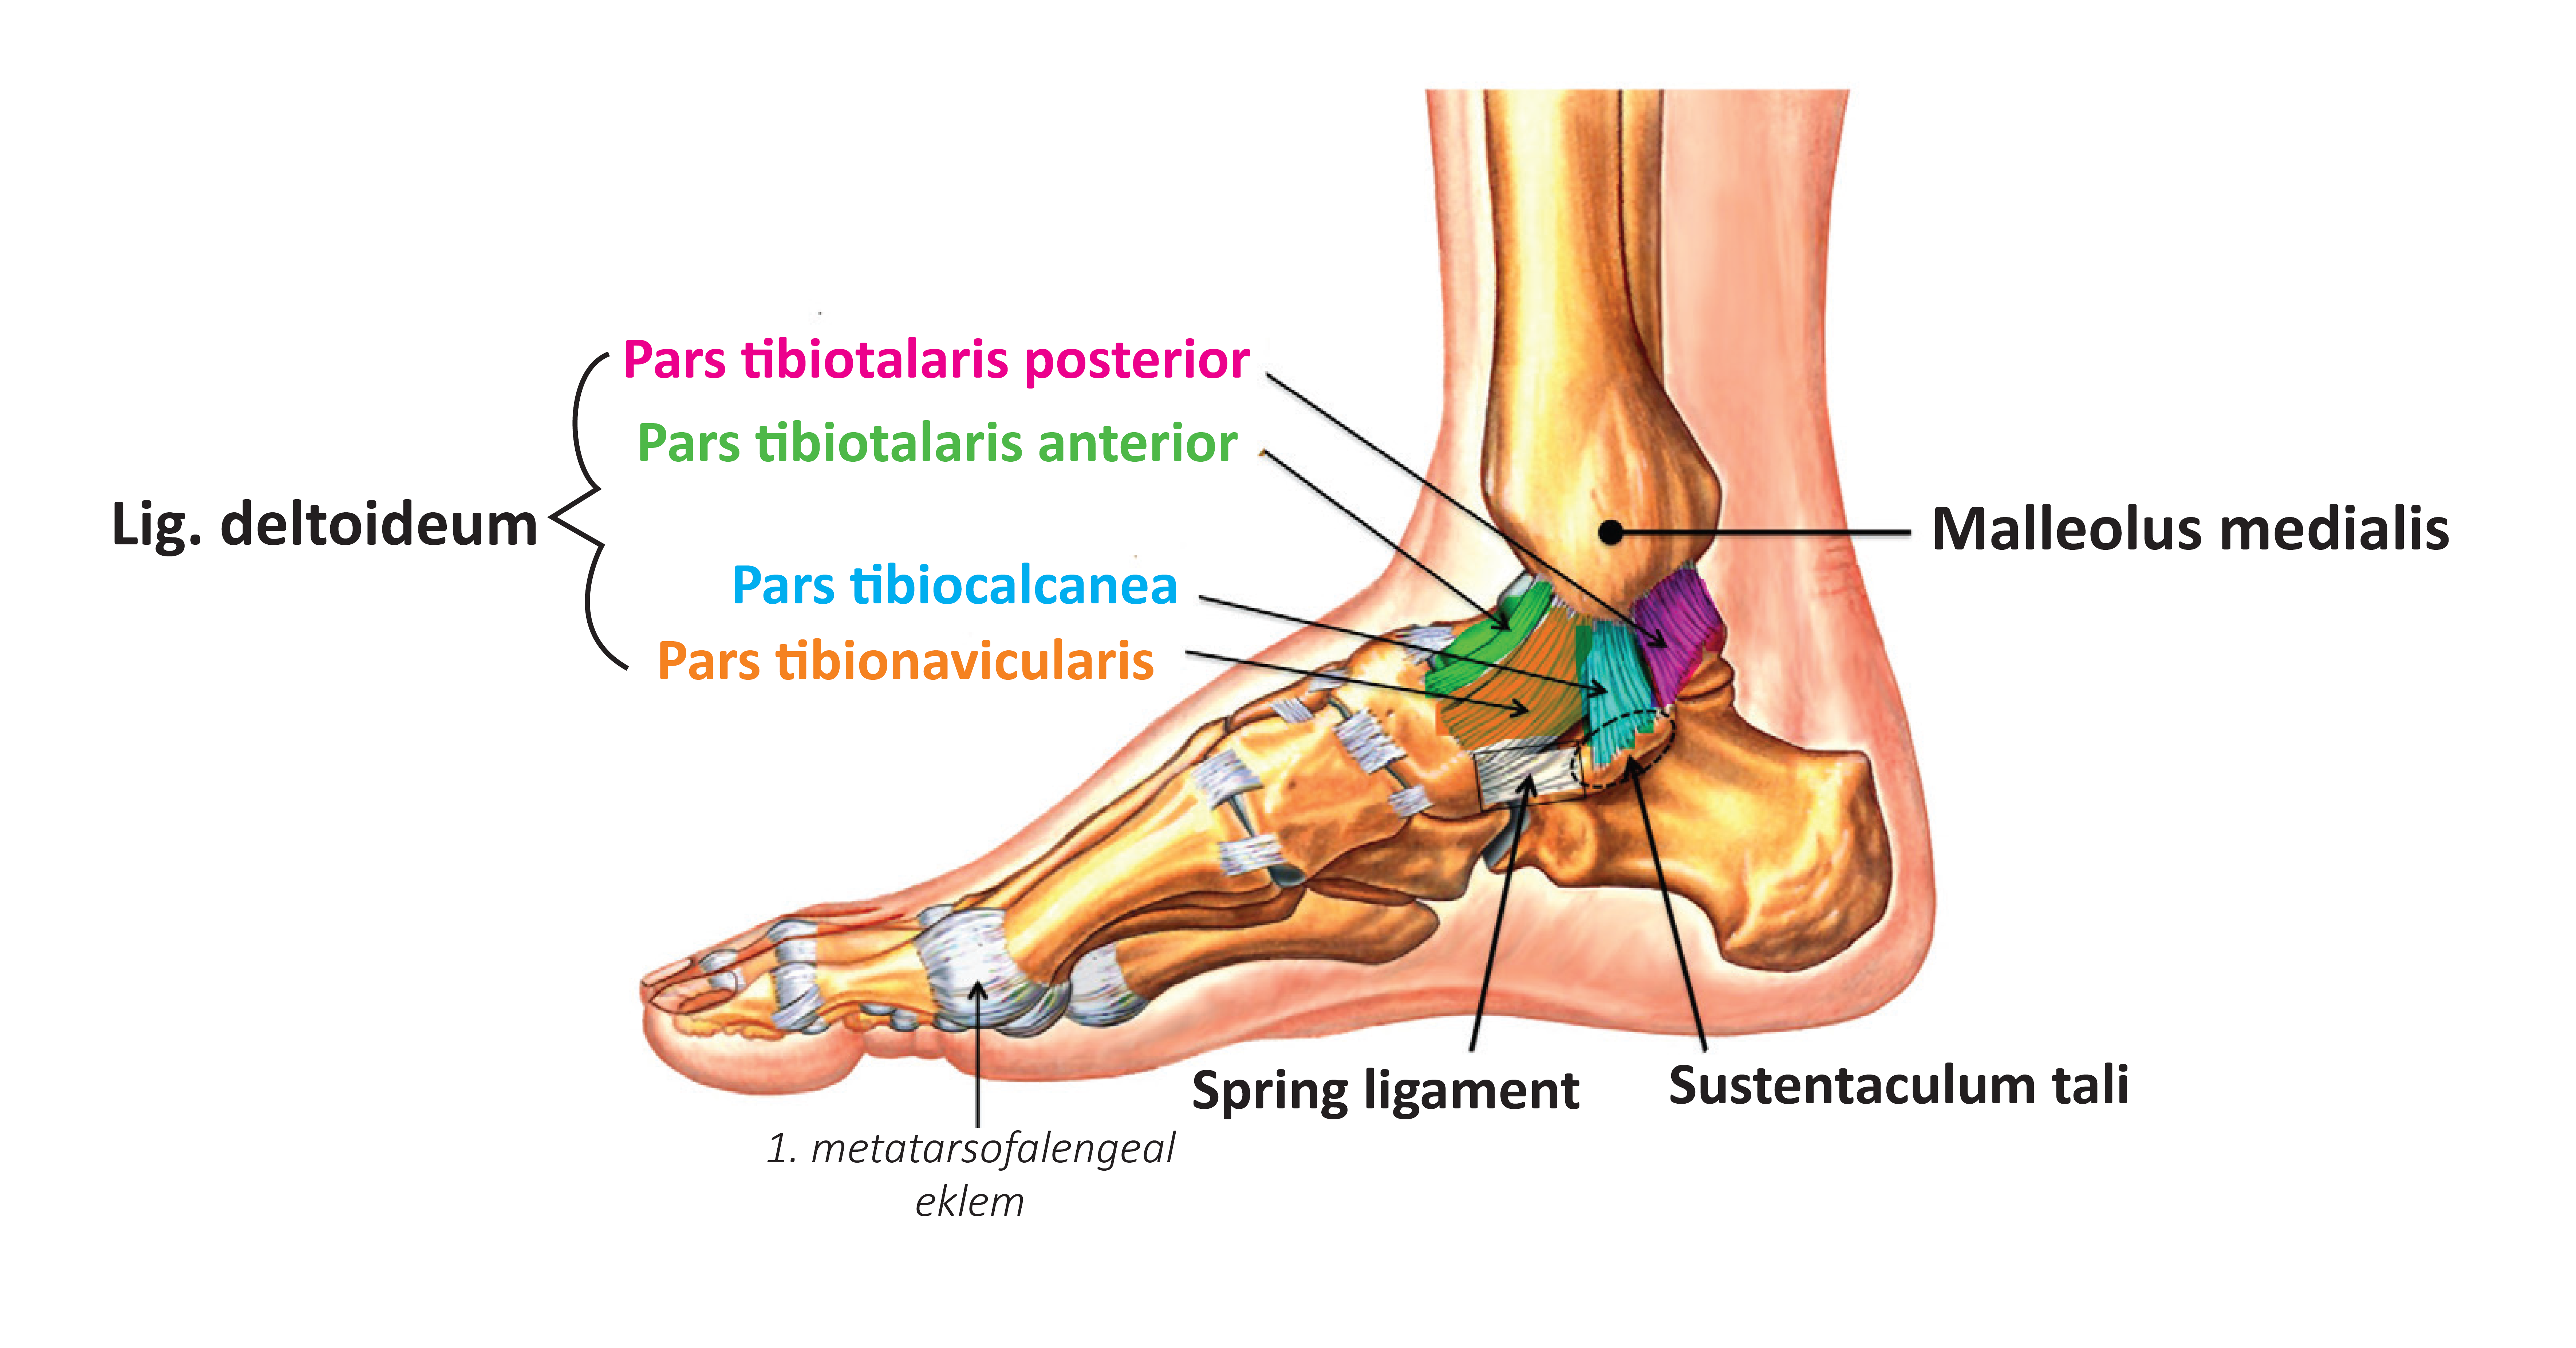 Pars tibiotalaris posterior
Pars tibiotalaris anterior
Lig. deltoideum
Malleolus medialis
Pars tibiocalcanea
Pars tibionavicularis
Spring ligament
Sustentaculum tali
1. metatarsofalengeal
eklem